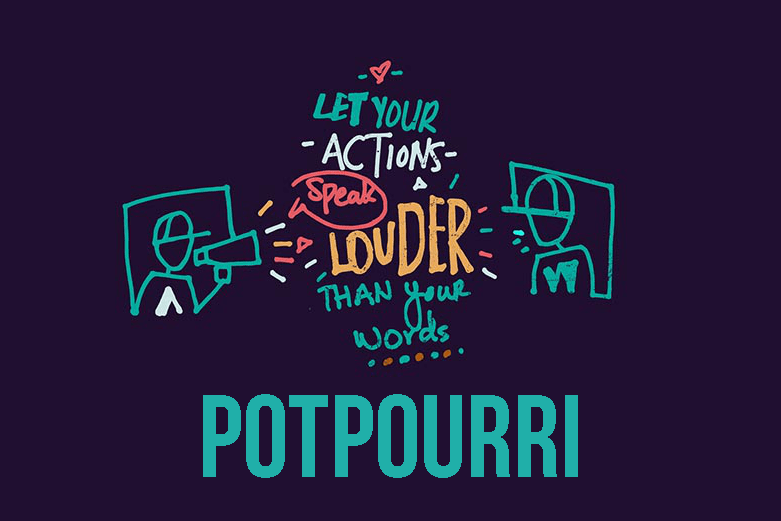 LET YOUR
-ACTIONS-
Speak
LOUDER
THAN your
words
A
W
POTPOURRI